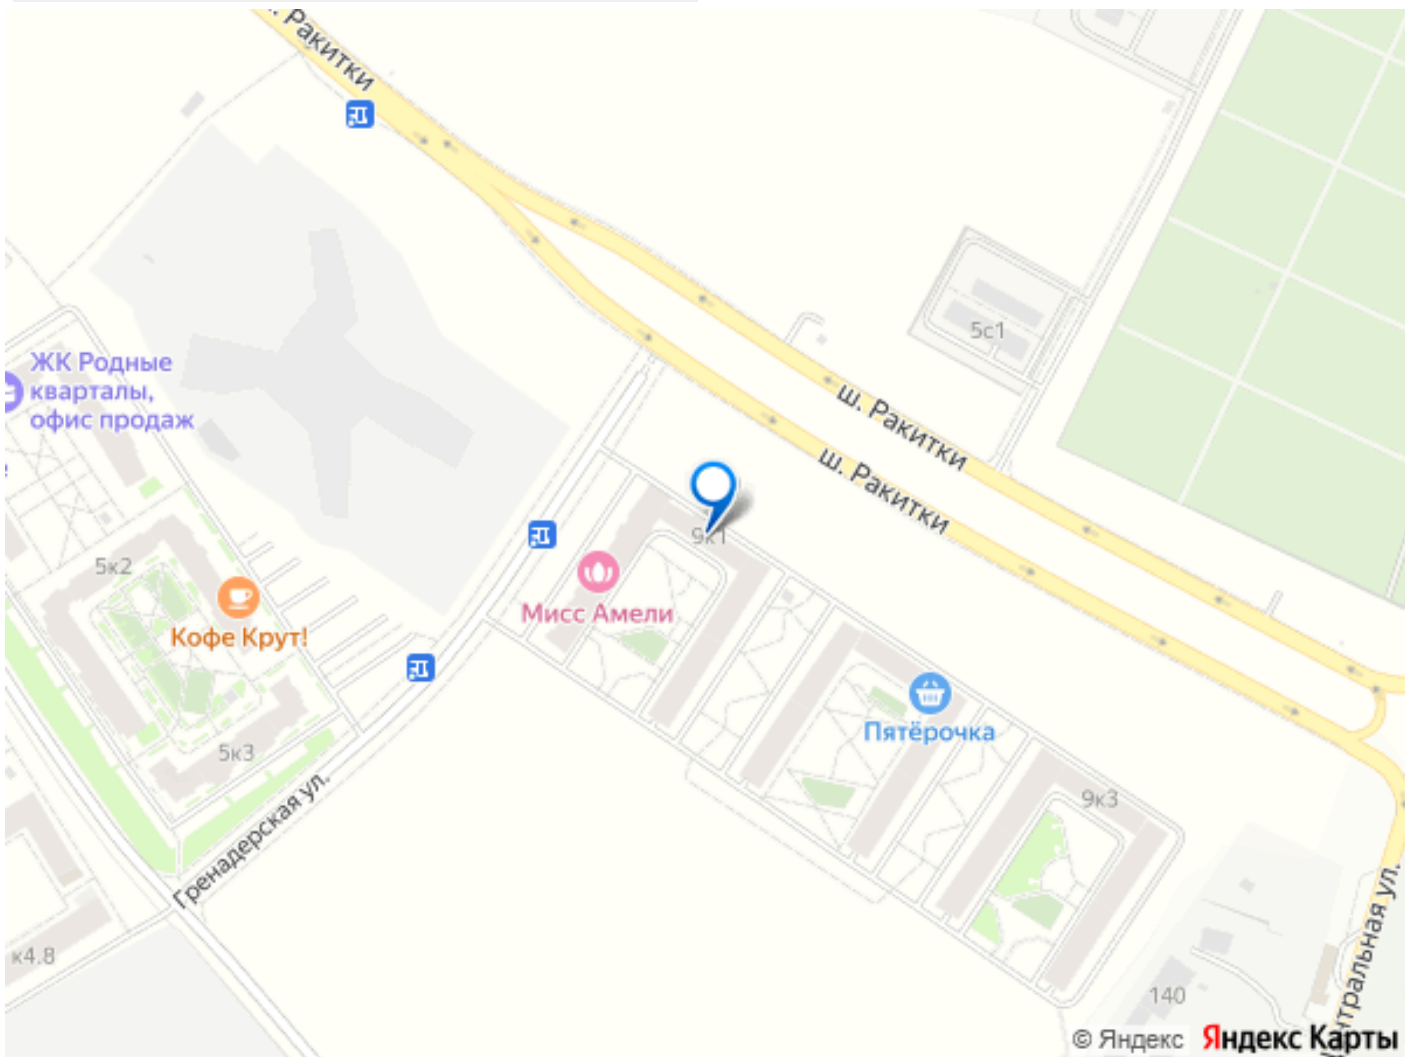 ш. Ракитки
5с1
ЖК Родные
кварталы,
офис продаж
ш. Ракитки
ш. Ракитки
9к1
5к2
Мисс Амели
Кофе Крут!
Пятёрочка
5к3
9к3
Гренадерская ул.
к4.8
140
© Яндекс Яндекс Карты